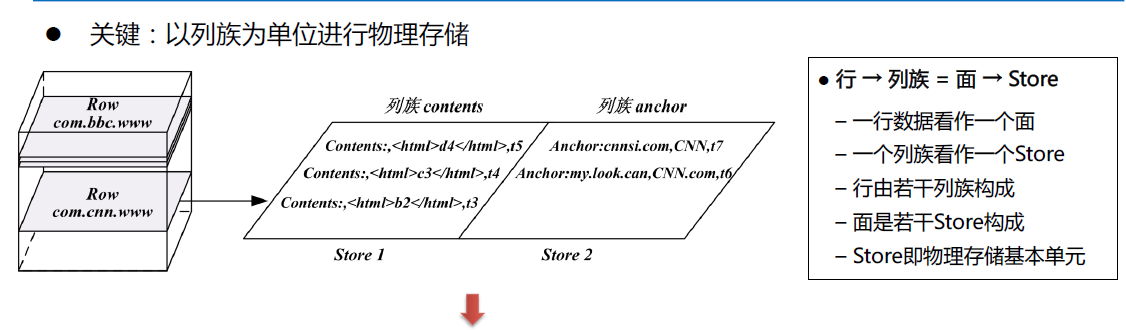 ● 关键：以列族为单位进行物理存储
Row
com.bbc.www
Row
com.cnn.www
列族 contents
列族 anchor
Contents:,<html>d4</html>,t5
Anchor:cnnsi.com,CNN,t7
Contents:,<html>c3</html>,t4
Anchor:my.look.can,CNN.com,t6
Contents:,<html>b2</html>,t3
Store 1
Store 2
● 行 → 列族 = 面 → Store
– 一行数据看作一个面
– 一个列族看作一个Store
– 行由若干列族构成
– 面是若干Store构成
– Store即物理存储基本单元